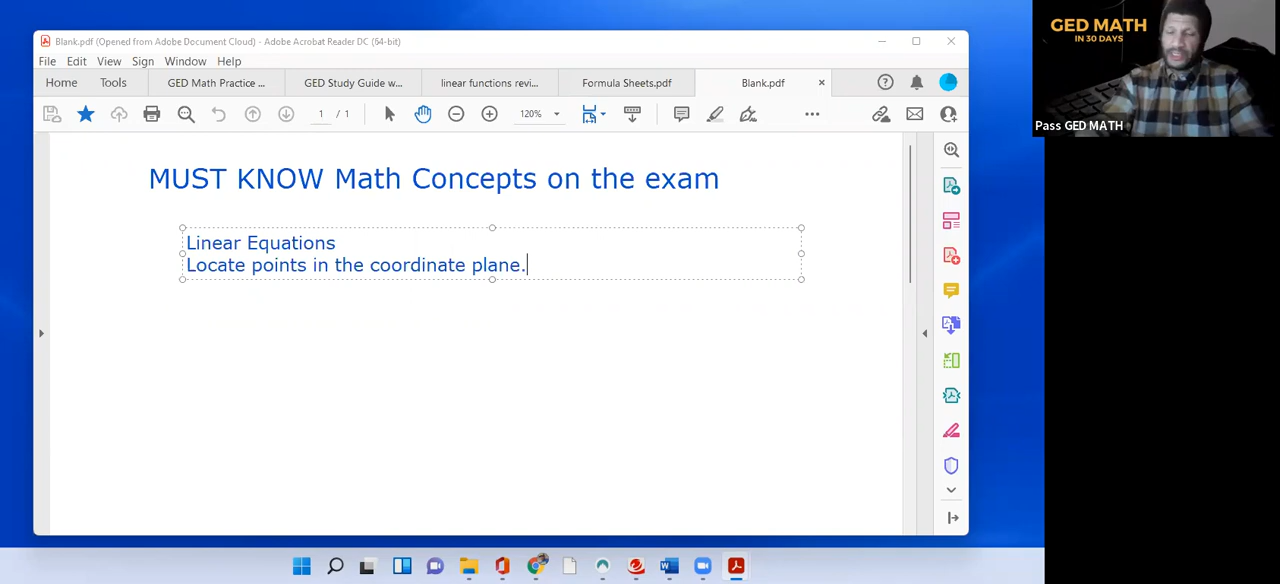 GED MATH
IN 30 DAYS
Pass GED MATH
Blank.pdf (Opened from Adobe Document Cloud) - Adobe Acrobat Reader DC (64-bit)
File Edit View Sign Window Help
Home Tools GED Math Practice ... GED Study Guide w... linear functions revi... Formula Sheets.pdf Blank.pdf
1 / 1 120%
MUST KNOW Math Concepts on the exam
Linear Equations
Locate points in the coordinate plane.